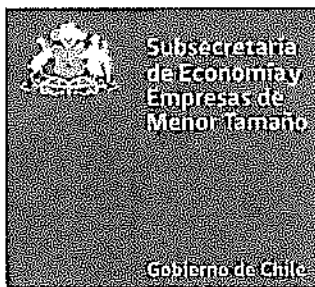 Subsecretaría
de Economía y
Empresas de
Menor Tamaño
Gobierno de Chile